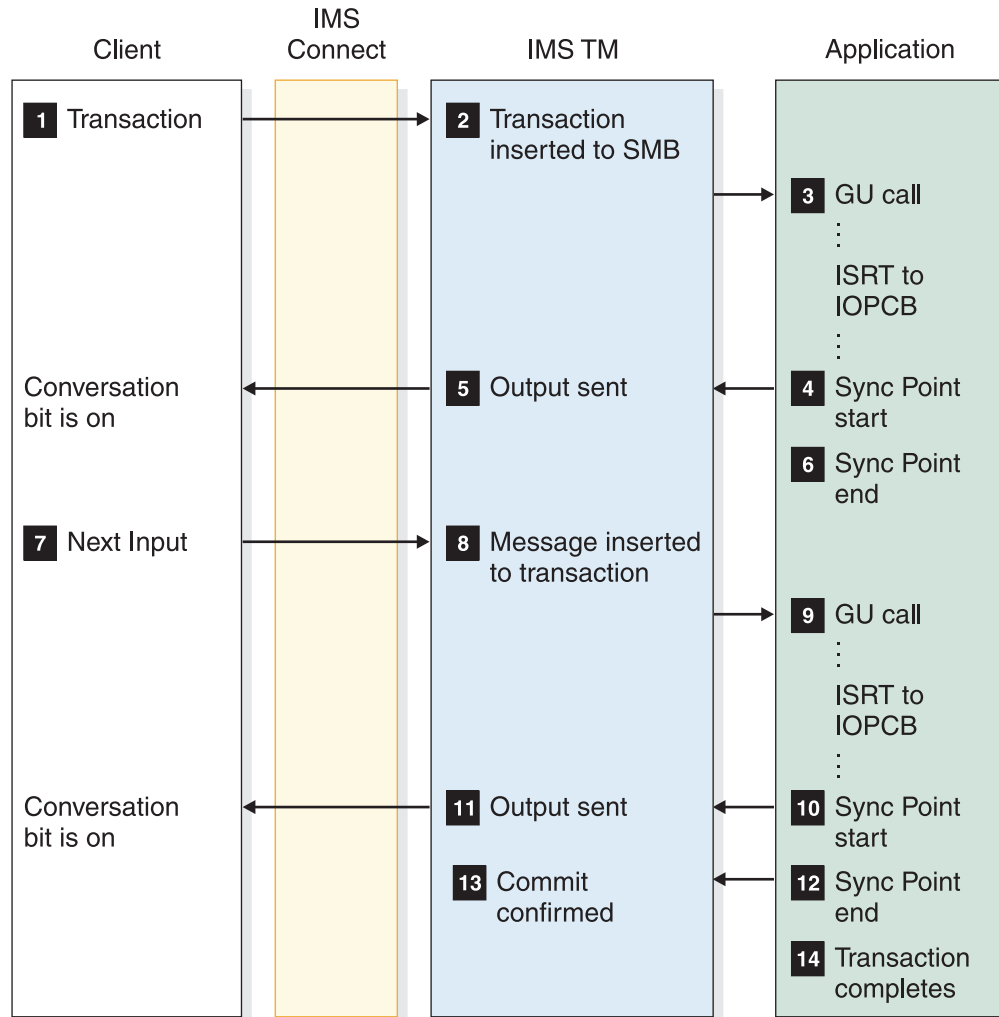 IMS
Client Connect IMS TM Application
1 Transaction
2 Transaction
inserted to SMB
3 GU call
ISRT to
IOPCB
Conversation
bit is on
5 Output sent
4 Sync Point
start
6 Sync Point
end
7 Next Input
8 Message inserted
to transaction
9 GU call
ISRT to
IOPCB
Conversation
bit is on
11 Output sent
10 Sync Point
start
13 Commit
confirmed
12 Sync Point
end
14 Transaction
completes